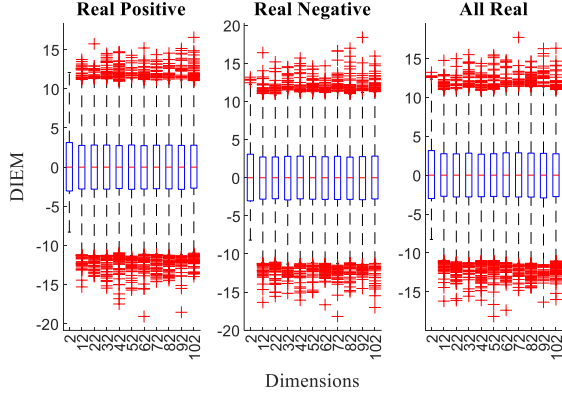 Real Positive Real Negative All Real
DIEM
15 10 5 0 -5 -10 -15 -20
20 15 10 5 0 -5 -10 -15 -20
15 10 5 0 -5 -10 -15
2 12 22 32 42 52 62 72 82 92 102
2 12 22 32 42 52 62 72 82 92 102
2 12 22 32 42 52 62 72 82 92 102
Dimensions